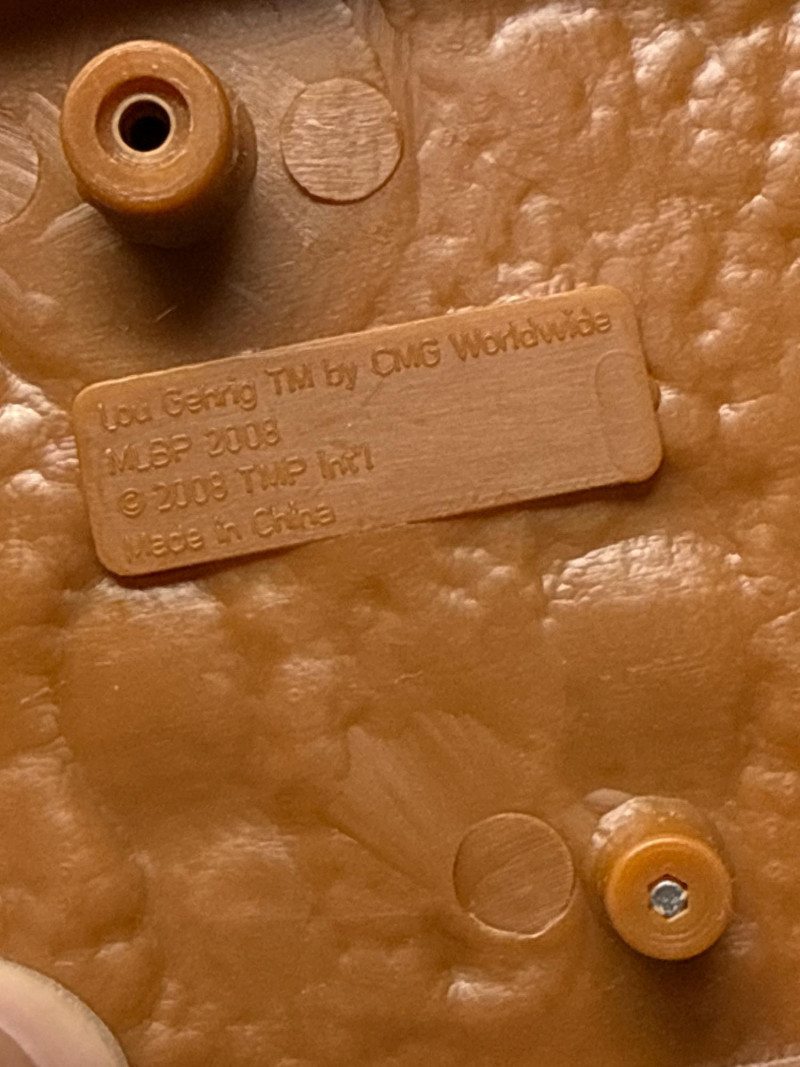 Lou Gehrig TM by CMG Worldwide
MLBP 2008
© 2008 TMP Int'l
Made in China